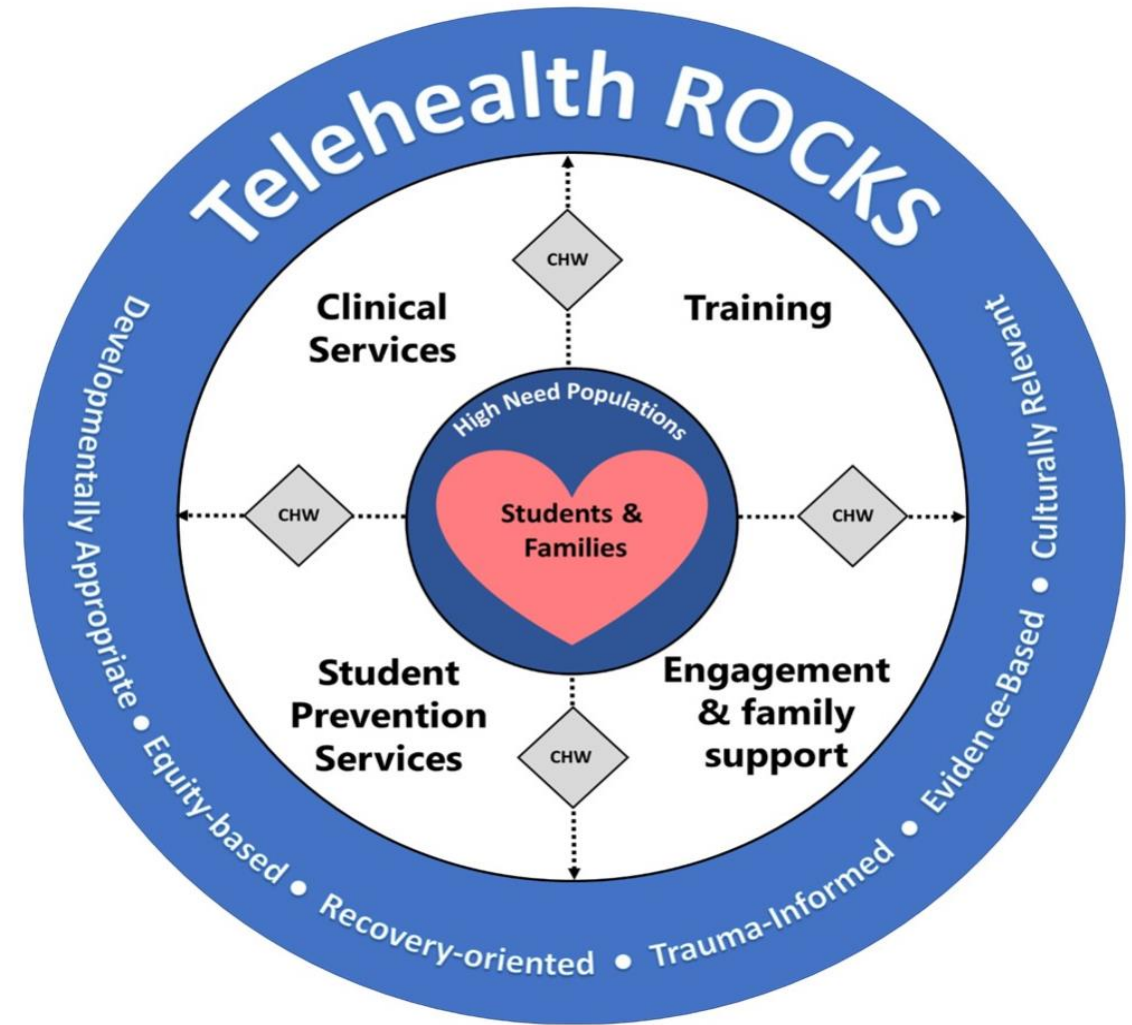 Telehealth ROCKS
CHW
Clinical
Services
Training
High Need Populations
Students &
Families
CHW
CHW
Student
Prevention
Services
Engagement
& family
support
CHW
Developmentally Appropriate • Equity-based • Recovery-oriented • Trauma-Informed • Evidence-Based • Culturally Relevant